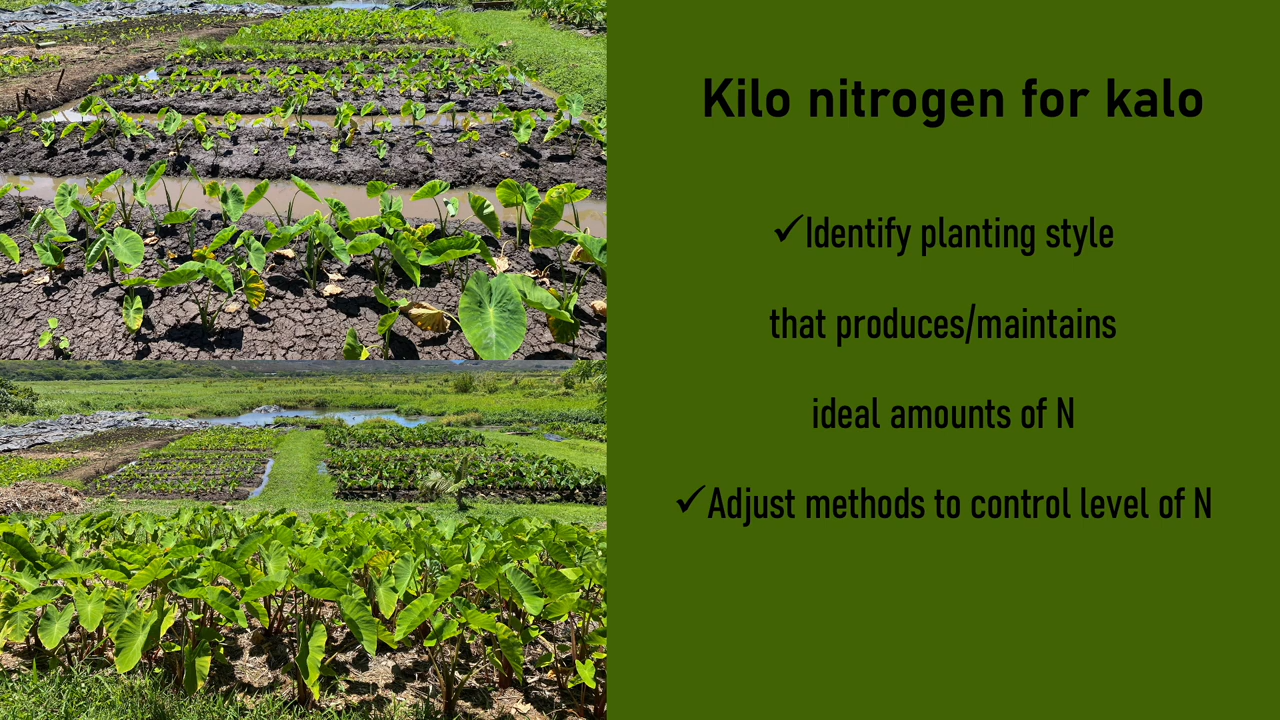 Kilo nitrogen for kalo
✓Identify planting style
that produces/maintains
ideal amounts of N
✓Adjust methods to control level of N